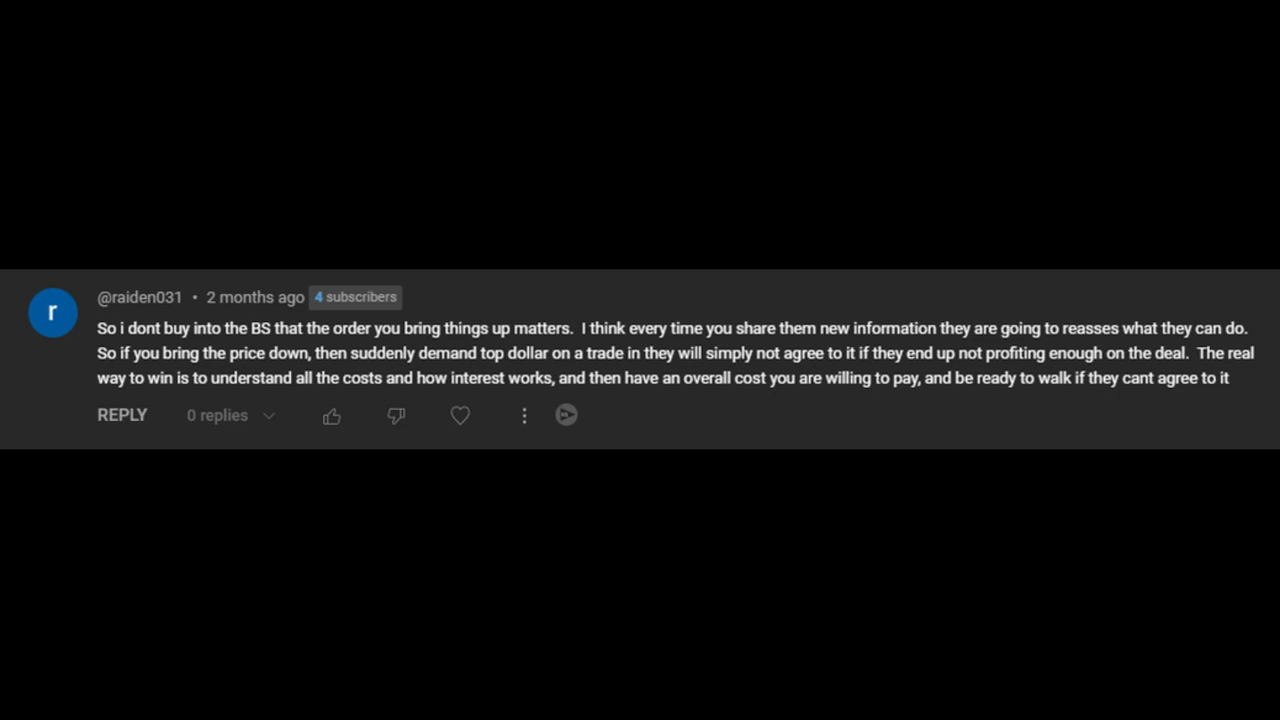 @raiden031 • 2 months ago 4 subscribers
So i dont buy into the BS that the order you bring things up matters.  I think every time you share them new information they are going to reasses what they can do.
So if you bring the price down, then suddenly demand top dollar on a trade in they will simply not agree to it if they end up not profiting enough on the deal.  The real
way to win is to understand all the costs and how interest works, and then have an overall cost you are willing to pay, and be ready to walk if they cant agree to it
REPLY 0 replies
r